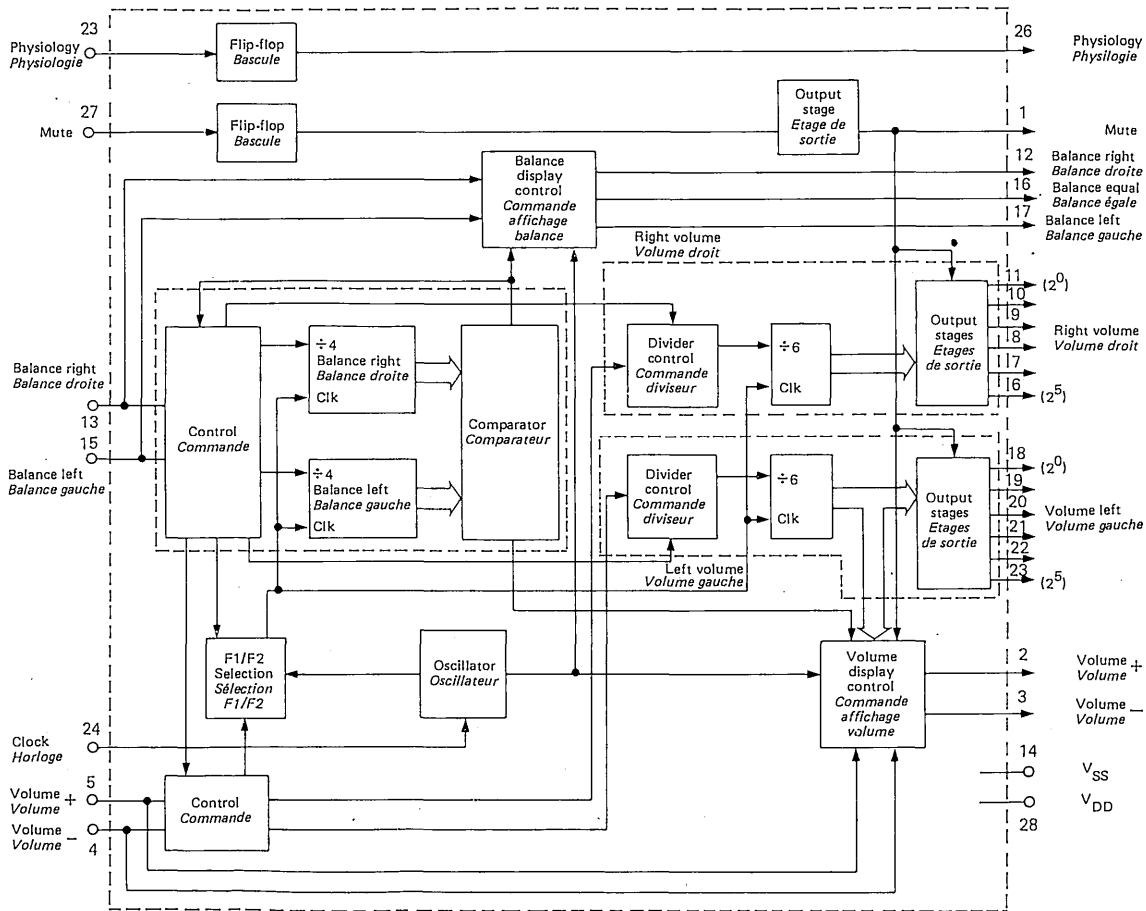 23
Physiology
Physiologie
Flip-flop
Bascule
26
Physiology
Physilogie
27
Mute
Flip-flop
Bascule
Output
stage
Etage de
sortie
1
Mute
Balance
display
control
Commande
affichage
balance
12
Balance right
Balance droite
16
Balance equal
Balance égale
17
Balance left
Balance gauche
Right volume
Volume droit
Balance right
Balance droite
13
15
Balance left
Balance gauche
Control
Commande
÷4
Balance right
Balance droite
Clk
÷4
Balance left
Balance gauche
Clk
Comparator
Comparateur
Divider
control
Commande
diviseur
÷6
Clk
Output
stages
Etages
de sortie
11
(2⁰)
10
9
8
7
6
(2⁵)
Right volume
Volume droit
Divider
control
Commande
diviseur
÷6
Clk
Output
stages
Etages
de sortie
18
(2⁰)
19
20
21
22
23
(2⁵)
Volume left
Volume gauche
Left volume
Volume gauche
F1/F2
Selection
Sélection
F1/F2
Oscillator
Oscillateur
Volume
display
control
Commande
affichage
volume
2
Volume +
Volume
3
Volume −
Volume
24
Clock
Horloge
5
Volume +
Volume
Volume −
Volume
4
Control
Commande
14
VSS
VDD
28